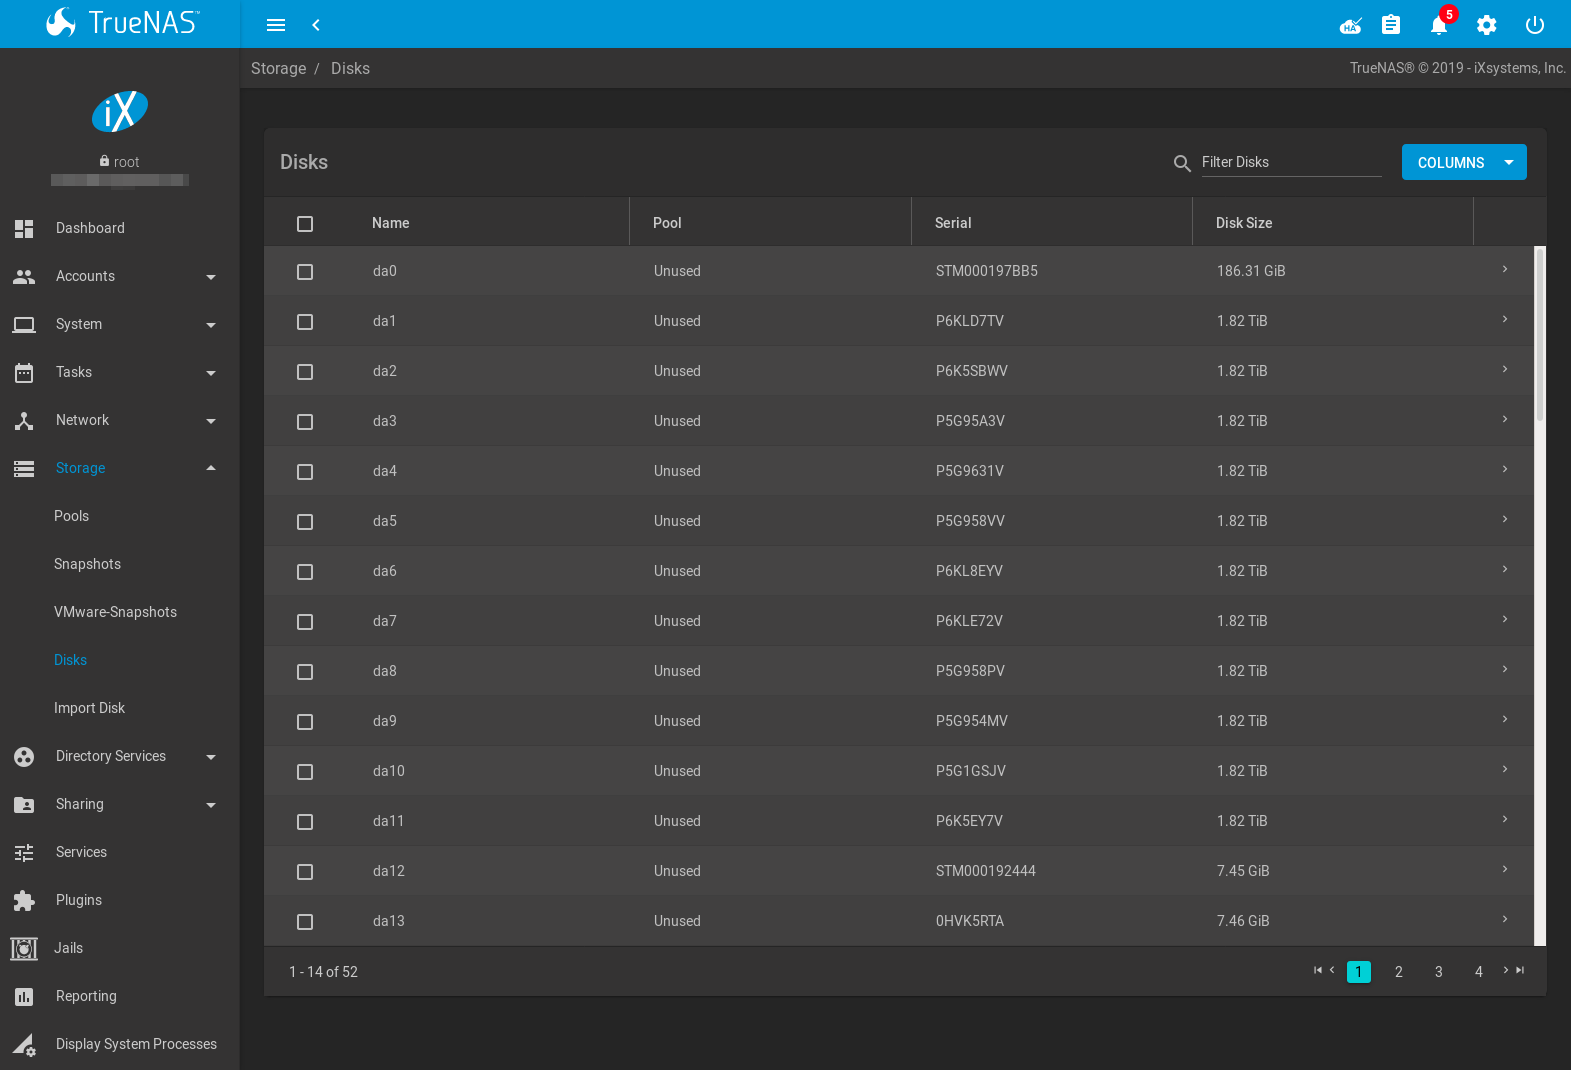 TrueNAS™
HA
5
Storage / Disks
TrueNAS® © 2019 - iXsystems, Inc.
iX
root
Dashboard
Accounts
System
Tasks
Network
Storage
Pools
Snapshots
VMware-Snapshots
Disks
Import Disk
Directory Services
Sharing
Services
Plugins
Jails
Reporting
Display System Processes
Disks
Filter Disks
COLUMNS
Name Pool Serial Disk Size
da0 Unused STM000197BB5 186.31 GiB
da1 Unused P6KLD7TV 1.82 TiB
da2 Unused P6K5SBWV 1.82 TiB
da3 Unused P5G95A3V 1.82 TiB
da4 Unused P5G9631V 1.82 TiB
da5 Unused P5G958VV 1.82 TiB
da6 Unused P6KL8EYV 1.82 TiB
da7 Unused P6KLE72V 1.82 TiB
da8 Unused P5G958PV 1.82 TiB
da9 Unused P5G954MV 1.82 TiB
da10 Unused P5G1GSJV 1.82 TiB
da11 Unused P6K5EY7V 1.82 TiB
da12 Unused STM000192444 7.45 GiB
da13 Unused 0HVK5RTA 7.46 GiB
1 - 14 of 52
1 2 3 4